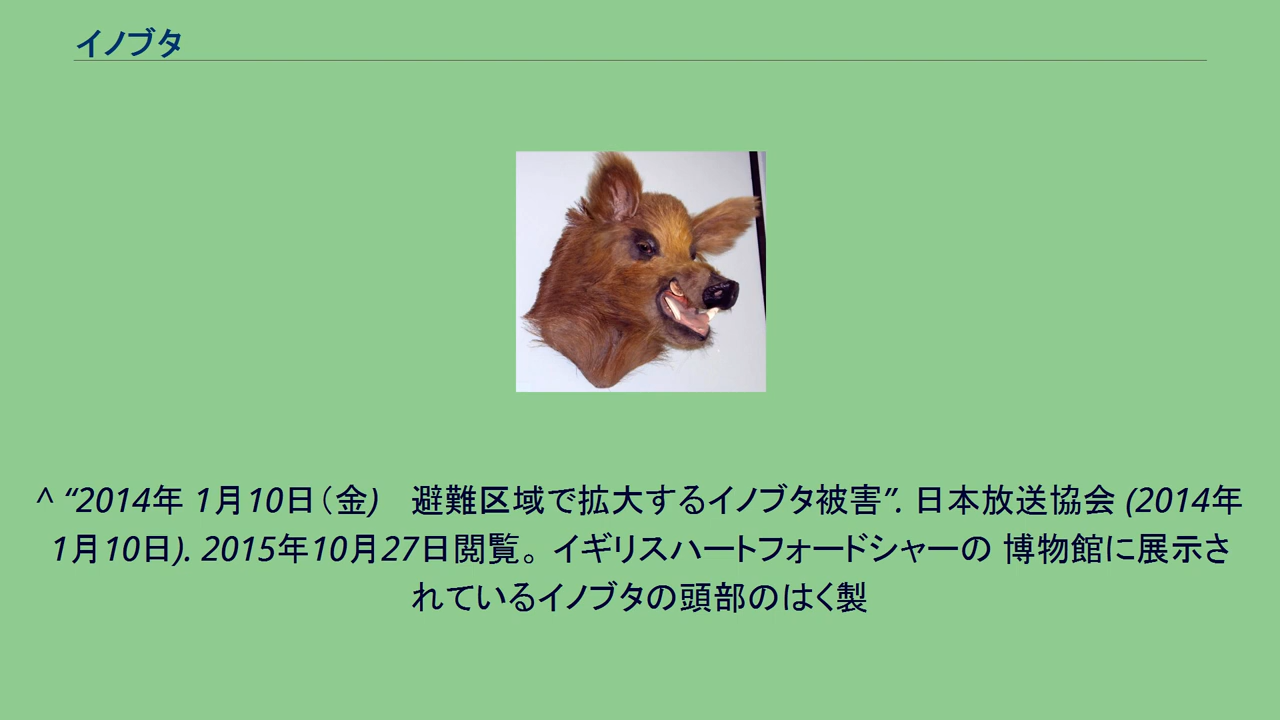 イノブタ
^ “2014年 1月10日（金)　避難区域で拡大するイノブタ被害”. 日本放送協会 (2014年
1月10日). 2015年10月27日閲覧。 イギリスハートフォードシャーの 博物館に展示さ
れているイノブタの頭部のはく製